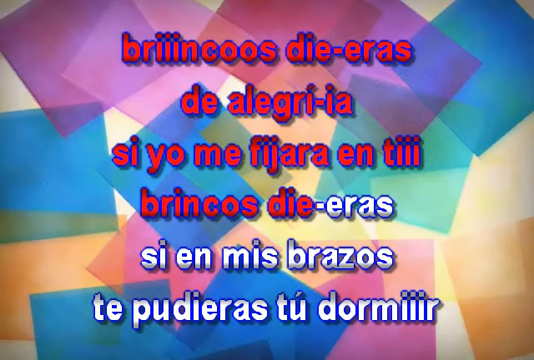 briiincoos die-eras
de alegrí-ia
si yo me fijara en tiii
brincos die-eras
si en mis brazos
te pudieras tú dormiiir